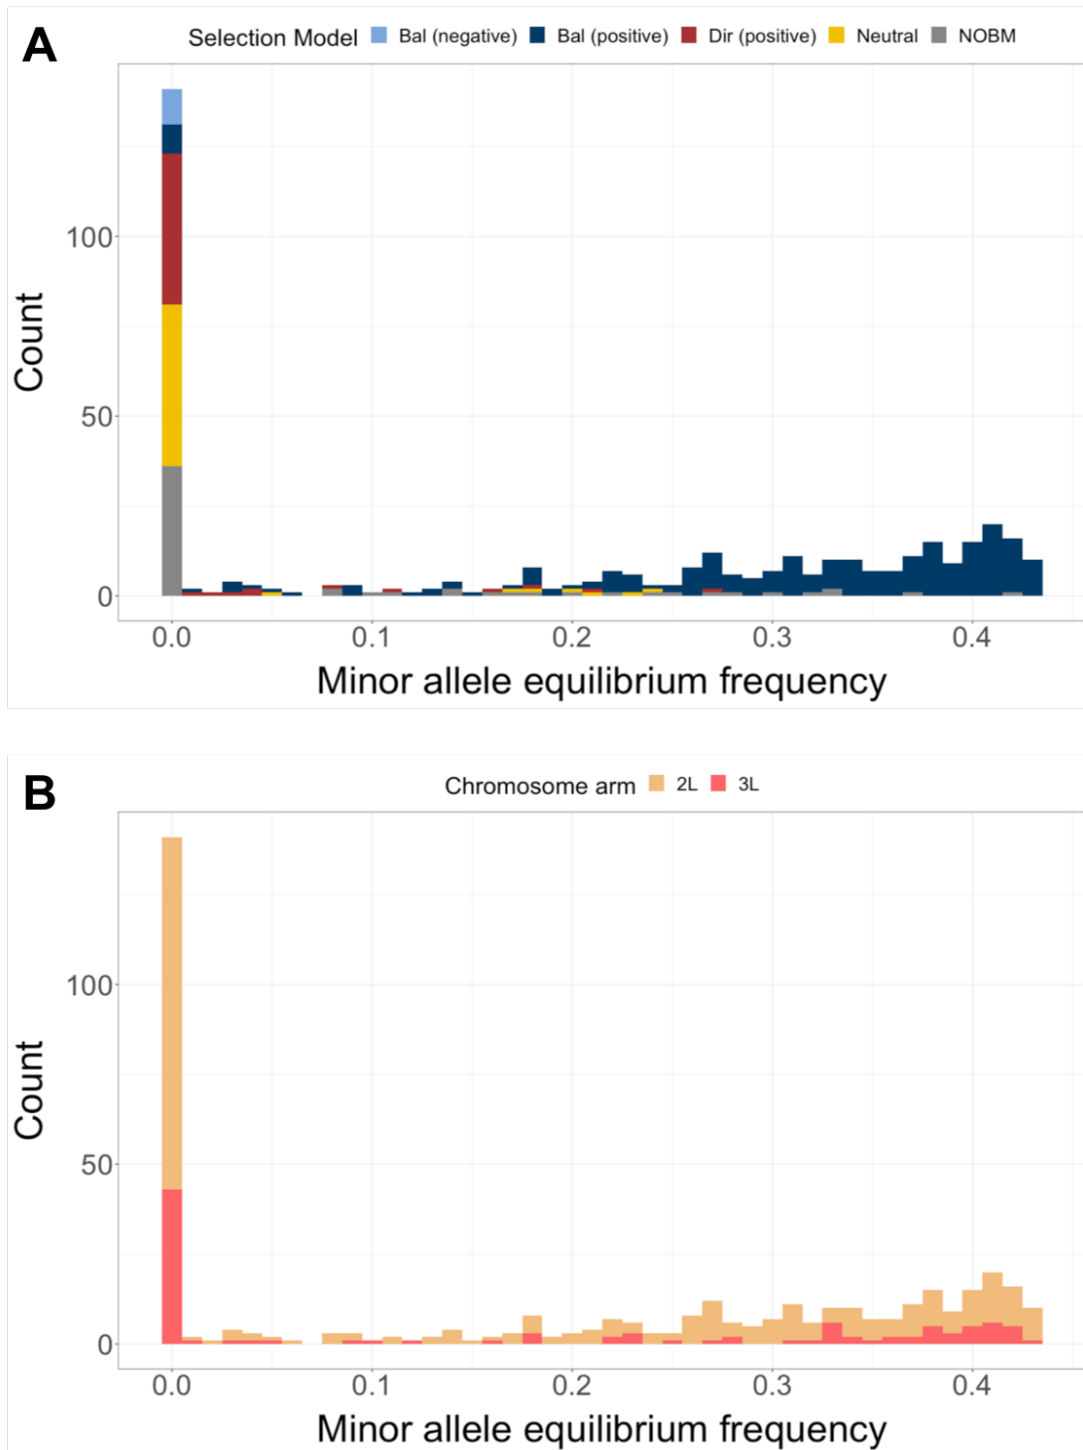 A
Selection Model Bal (negative) Bal (positive) Dir (positive) Neutral NOBM
Count
100
50
0
0.0 0.1 0.2 0.3 0.4
Minor allele equilibrium frequency
B
Chromosome arm 2L 3L
Count
100
50
0
0.0 0.1 0.2 0.3 0.4
Minor allele equilibrium frequency